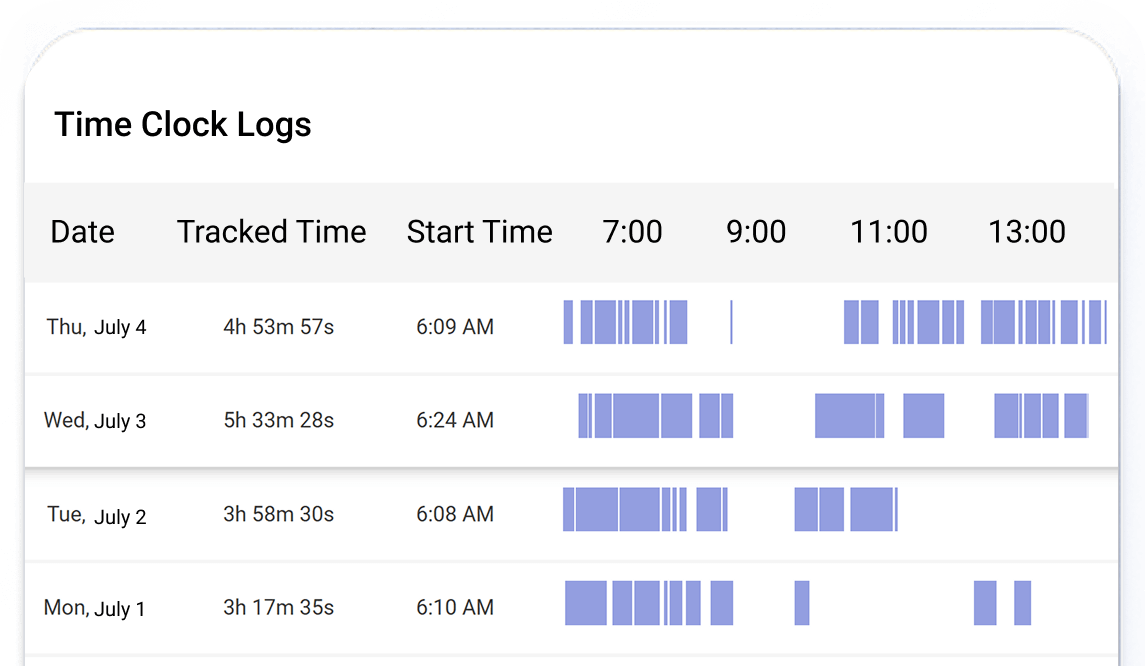 Time Clock Logs
Date Tracked Time Start Time 7:00 9:00 11:00 13:00
Thu, July 4 4h 53m 57s 6:09 AM
Wed, July 3 5h 33m 28s 6:24 AM
Tue, July 2 3h 58m 30s 6:08 AM
Mon, July 1 3h 17m 35s 6:10 AM